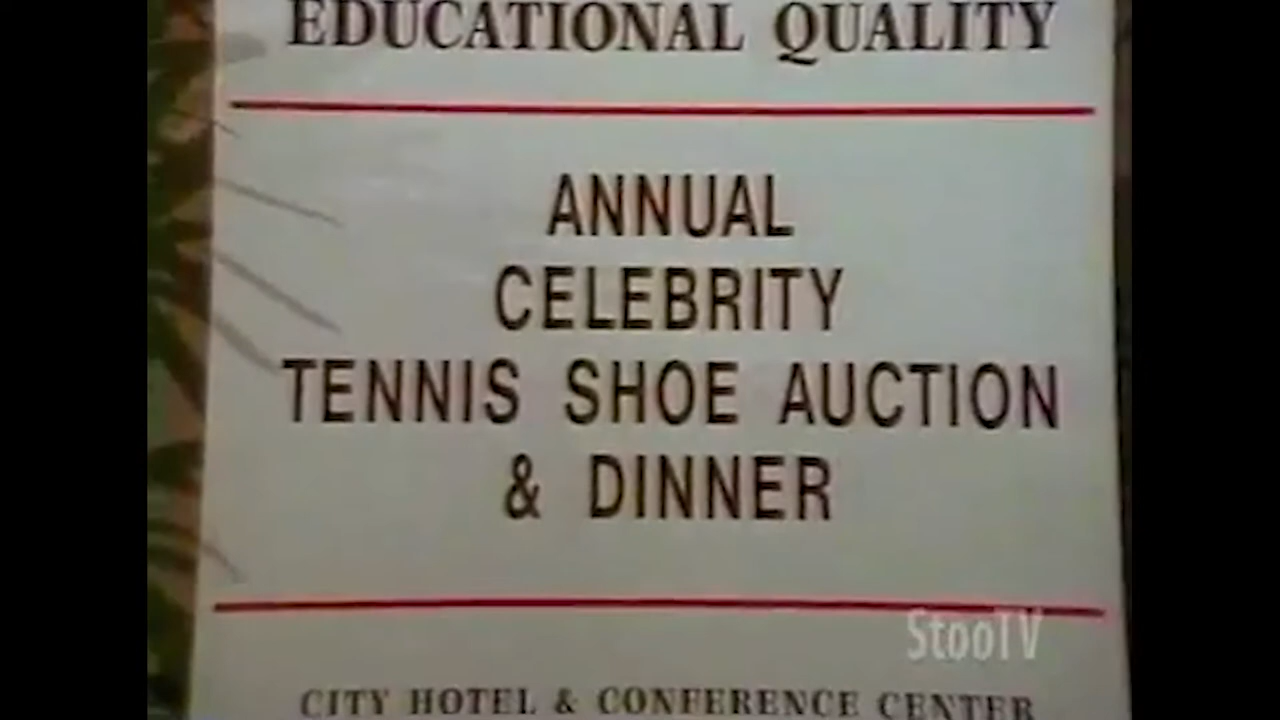 EDUCATIONAL QUALITY
ANNUAL
CELEBRITY
TENNIS SHOE AUCTION
& DINNER
StooTV
CITY HOTEL & CONFERENCE CENTER